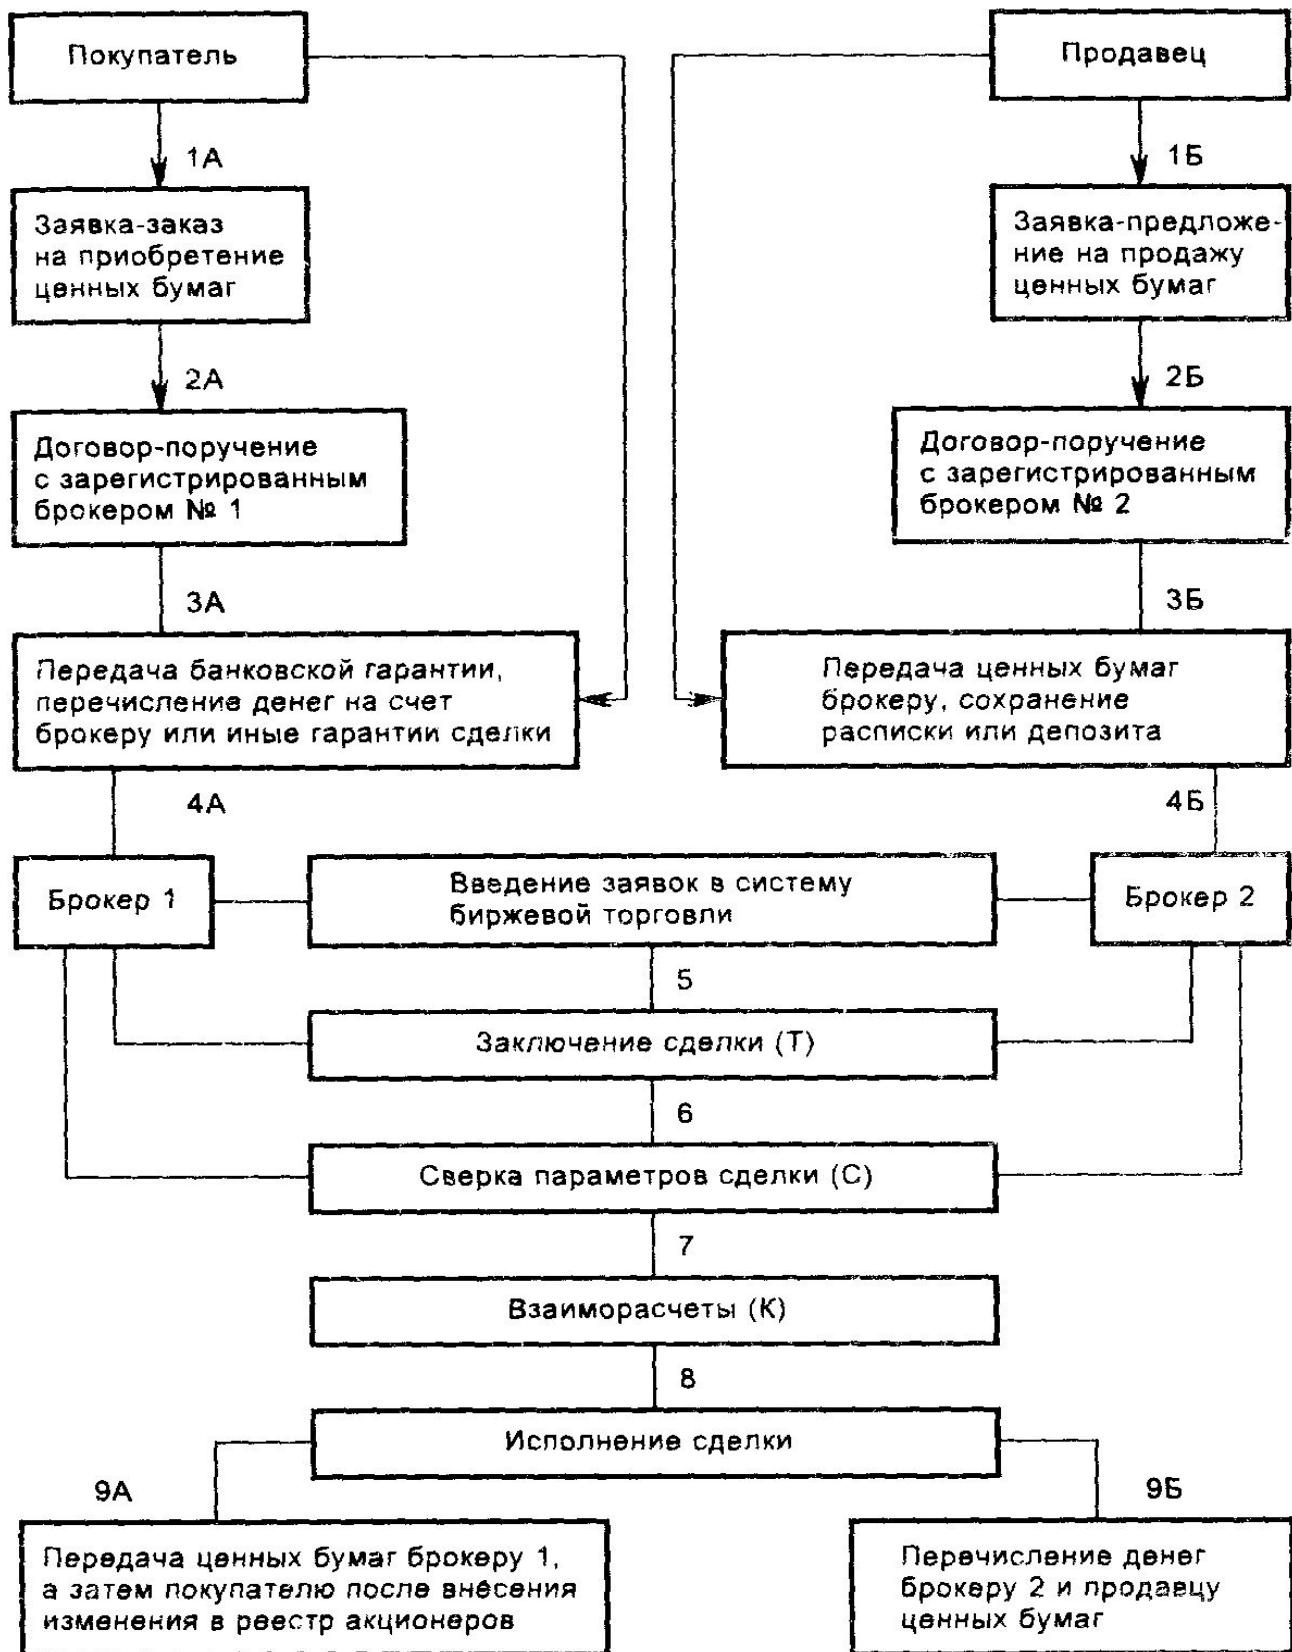 Покупатель
Продавец
1А
1Б
Заявка-заказ
на приобретение
ценных бумаг
Заявка-предложе-
ние на продажу
ценных бумаг
2А
2Б
Договор-поручение
с зарегистрированным
брокером № 1
Договор-поручение
с зарегистрированным
брокером № 2
3А
3Б
Передача банковской гарантии,
перечисление денег на счет
брокеру или иные гарантии сделки
Передача ценных бумаг
брокеру, сохранение
расписки или депозита
4А
4Б
Брокер 1
Введение заявок в систему
биржевой торговли
Брокер 2
5
Заключение сделки (Т)
6
Сверка параметров сделки (С)
7
Взаиморасчеты (К)
8
Исполнение сделки
9А
9Б
Передача ценных бумаг брокеру 1,
а затем покупателю после внесения
изменения в реестр акционеров
Перечисление денег
брокеру 2 и продавцу
ценных бумаг